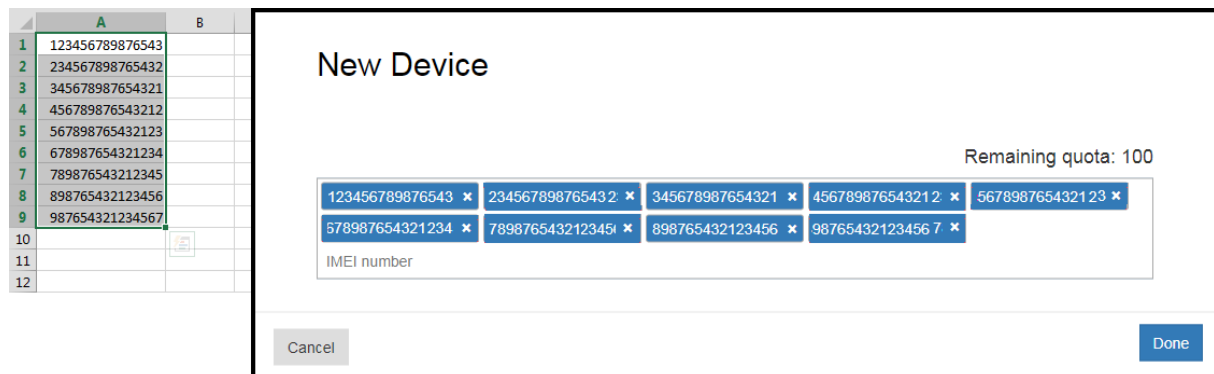 A B
1 123456789876543
2 234567898765432
3 345678987654321
4 456789876543212
5 567898765432123
6 678987654321234
7 789876543212345
8 898765432123456
9 987654321234567
10
11
12
New Device
Remaining quota: 100
123456789876543 × 234567898765432 × 345678987654321 × 456789876543212 × 567898765432123 ×
678987654321234 × 789876543212345 × 898765432123456 × 987654321234567 ×
IMEI number
Cancel Done